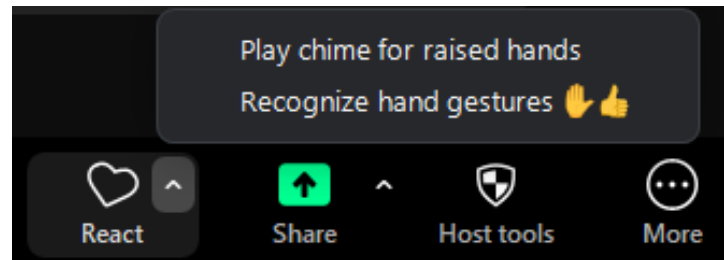 Play chime for raised hands
Recognize hand gestures ✋👍
React
Share
Host tools
More